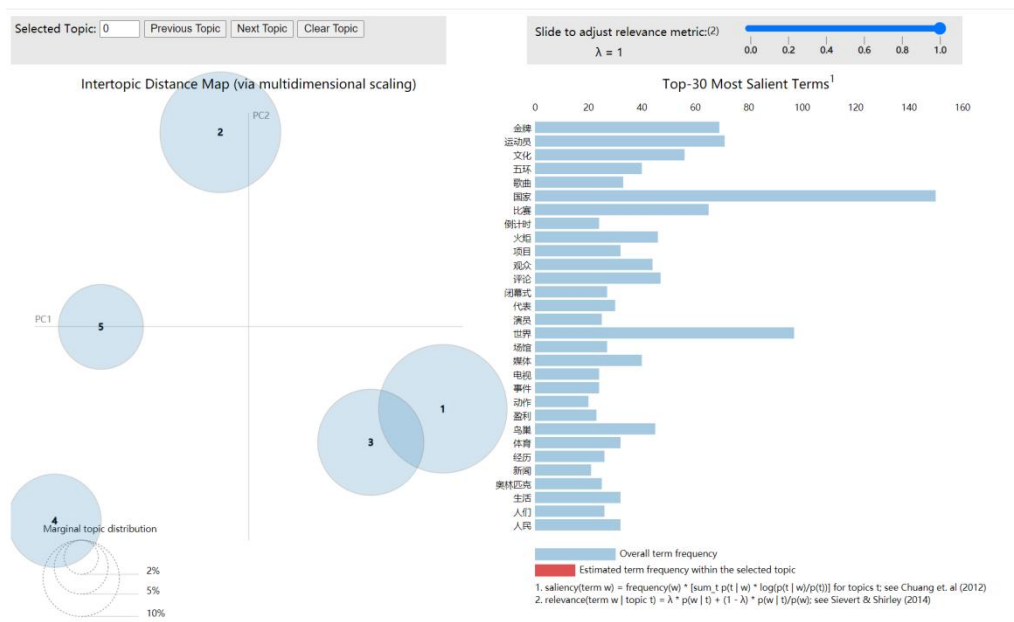 Selected Topic: 0 Previous Topic Next Topic Clear Topic
Slide to adjust relevance metric:(2)
λ = 1
0.0 0.2 0.4 0.6 0.8 1.0
Intertopic Distance Map (via multidimensional scaling)
PC2
PC1
2
5
1
3
4
Marginal topic distribution
2%
5%
10%
Top-30 Most Salient Terms1
0 20 40 60 80 100 120 140 160
金牌
运动员
文化
五环
歌曲
国家
比赛
倒计时
火炬
项目
观众
评论
闭幕式
代表
演员
世界
场馆
媒体
电视
事件
动作
盈利
鸟巢
体育
经历
新闻
奥林匹克
生活
人们
人民
Overall term frequency
Estimated term frequency within the selected topic
1. saliency(term w) = frequency(w) * [sum_t p(t | w) * log(p(t | w)/p(t))] for topics t; see Chuang et. al (2012)
2. relevance(term w | topic t) = λ * p(w | t) + (1 - λ) * p(w | t)/p(w); see Sievert & Shirley (2014)